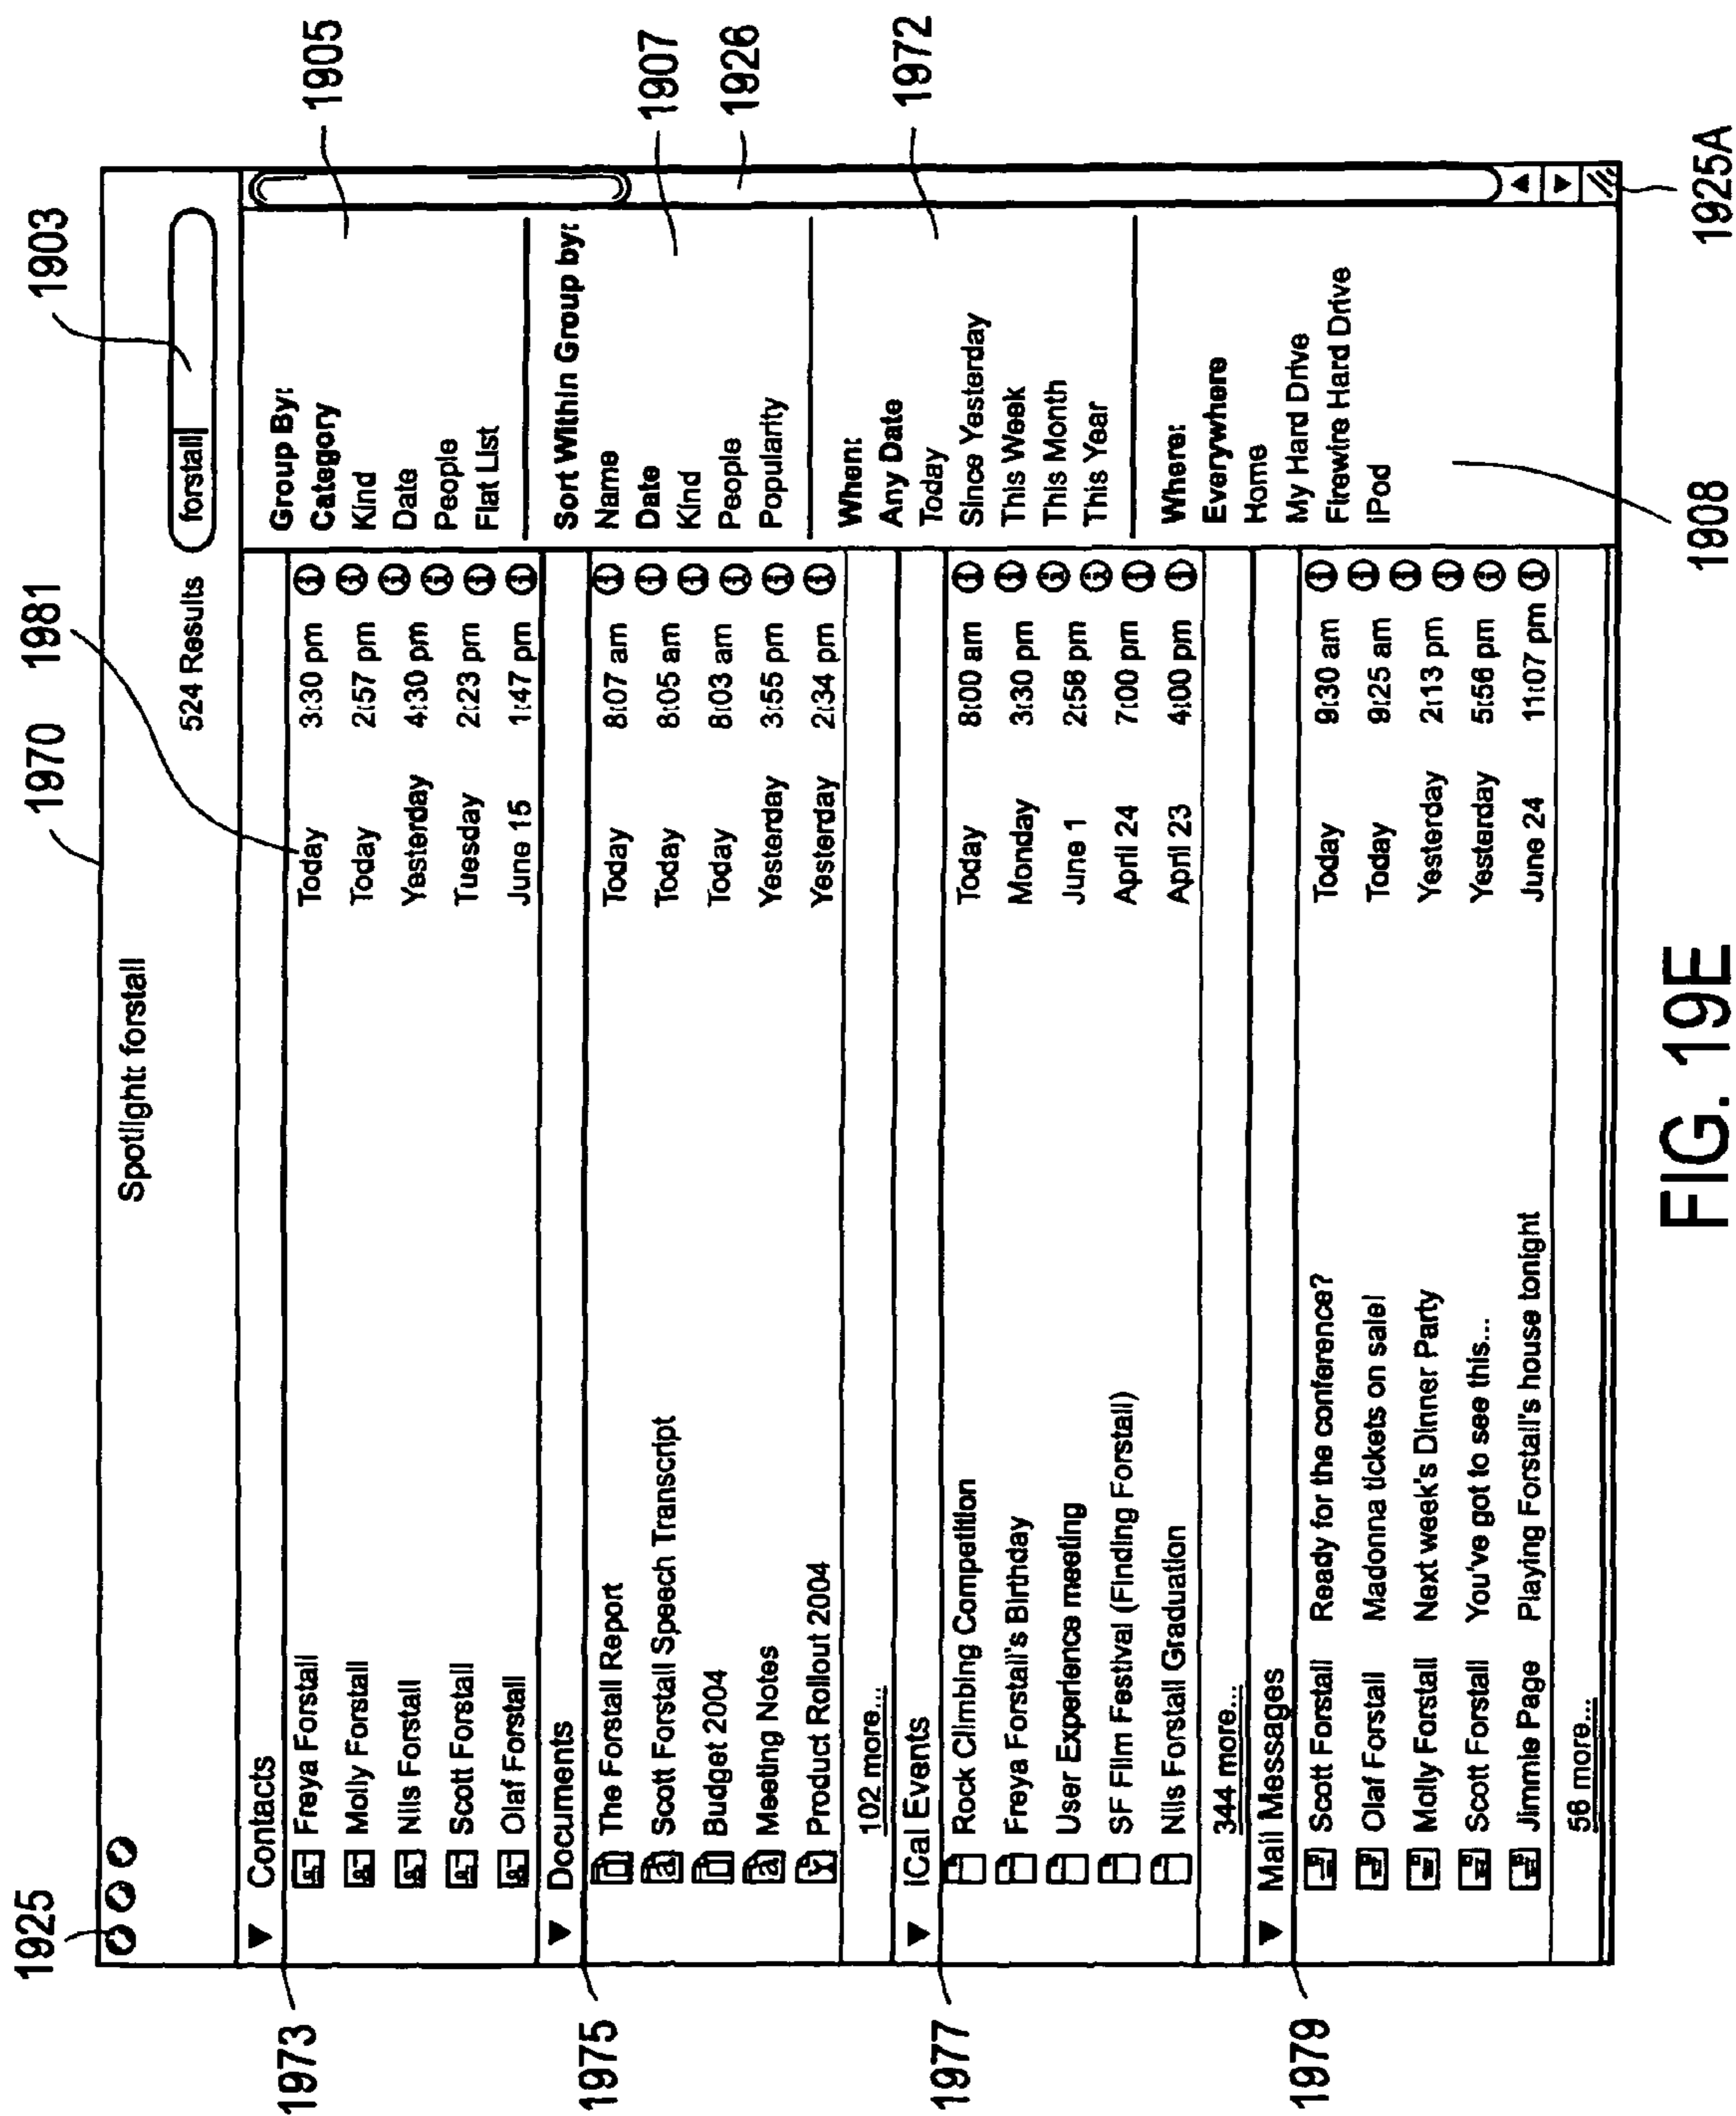 1925
1970
1981
1903
Spotlight: forstall
524 Results
forstall
1973
Contacts
Freya Forstall Today 3:30 pm
Molly Forstall Today 2:57 pm
Nils Forstall Yesterday 4:30 pm
Scott Forstall Tuesday 2:23 pm
Olaf Forstall June 15 1:47 pm
1975
Documents
The Forstall Report Today 8:07 am
Scott Forstall Speech Transcript Today 8:05 am
Budget 2004 Today 8:03 am
Meeting Notes Yesterday 3:55 pm
Product Rollout 2004 Yesterday 2:34 pm
102 more...
1977
iCal Events
Rock Climbing Competition Today 8:00 am
Freya Forstall's Birthday Monday 3:30 pm
User Experience meeting June 1 2:56 pm
SF Film Festival (Finding Forstall) April 24 7:00 pm
Nils Forstall Graduation April 23 4:00 pm
344 more...
1979
Mail Messages
Scott Forstall Ready for the conference? Today 9:30 am
Olaf Forstall Madonna tickets on sale! Today 9:25 am
Molly Forstall Next week's Dinner Party Yesterday 2:13 pm
Scott Forstall You've got to see this... Yesterday 5:56 pm
Jimmie Page Playing Forstall's house tonight June 24 11:07 pm
56 more...
Group By:
Category
Kind
Date
People
Flat List
1905
Sort Within Group by:
Name
Date
Kind
People
Popularity
1907
1926
When:
Any Date
Today
Since Yesterday
This Week
This Month
This Year
1972
Where:
Everywhere
Home
My Hard Drive
Firewire Hard Drive
iPod
1908
1925A
FIG. 19E